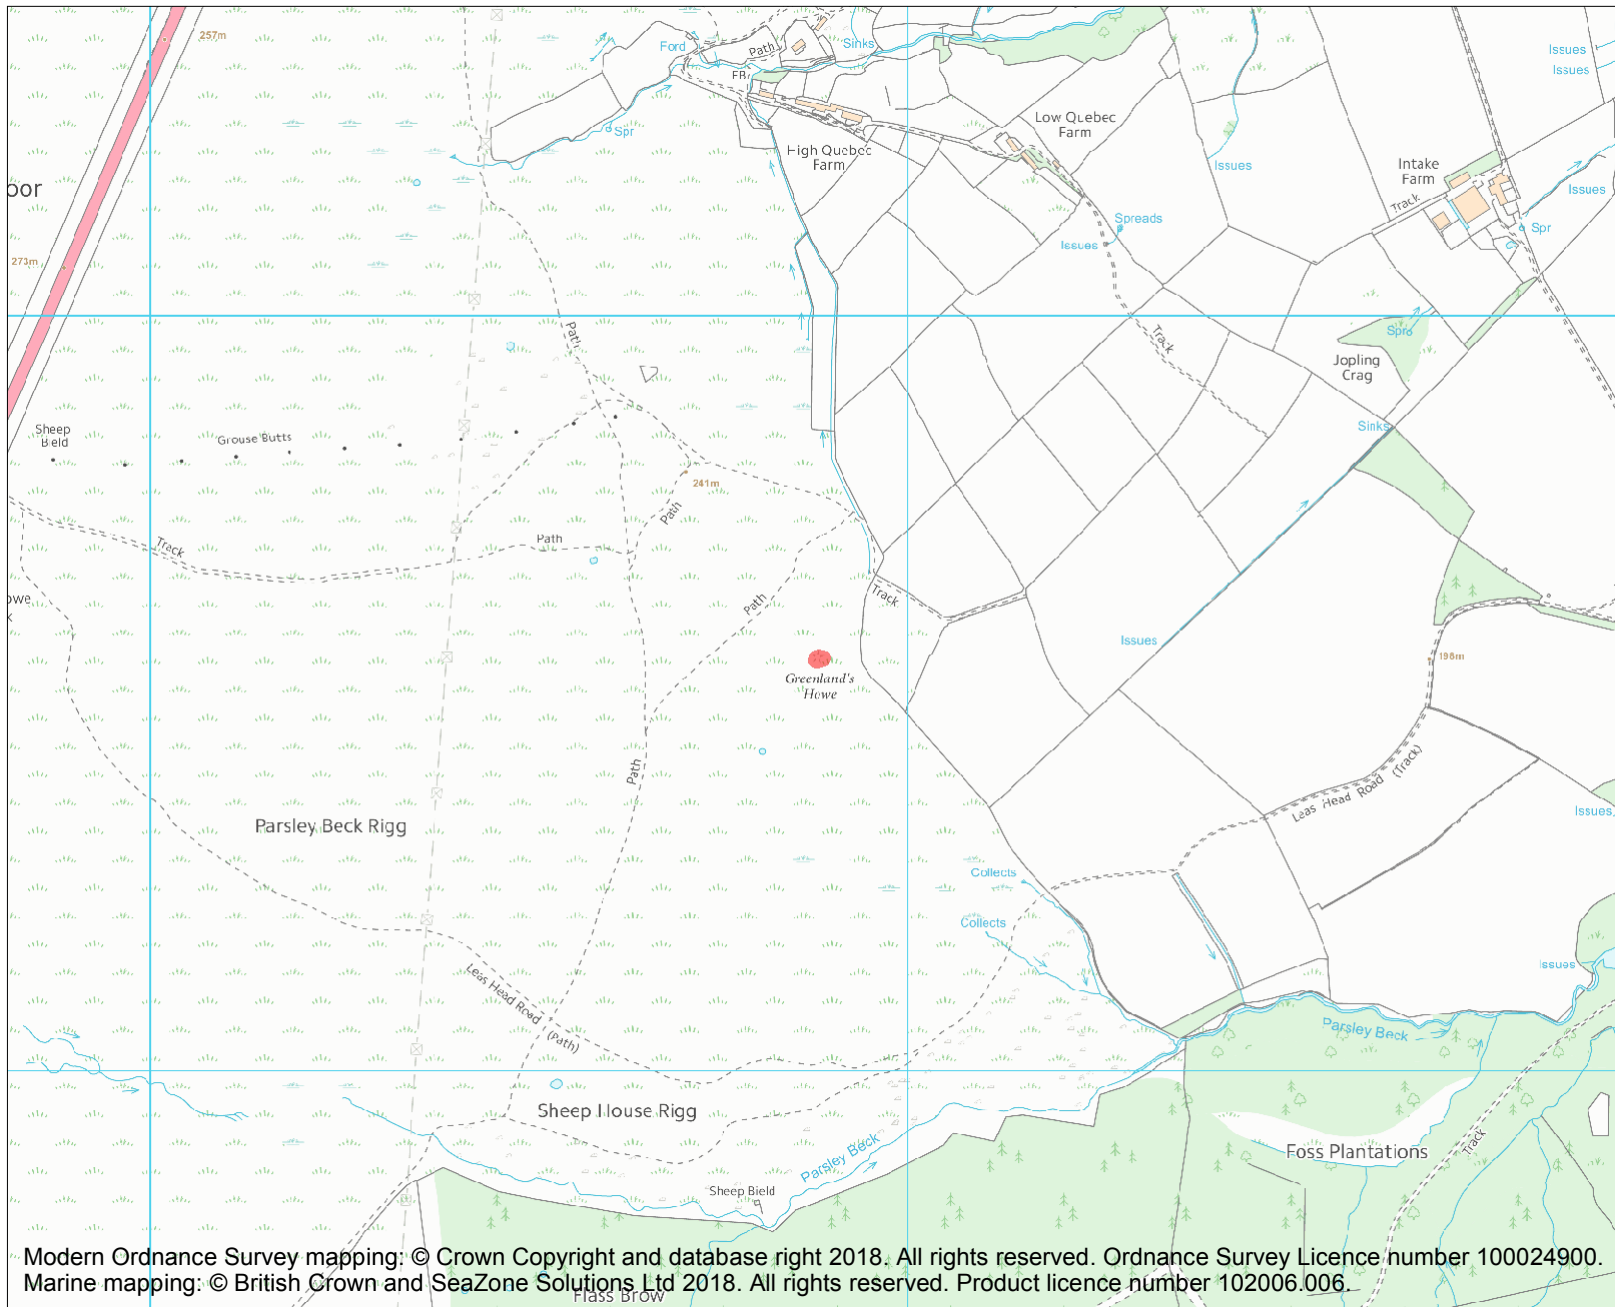 257m
Ford
Path
Sinks
FB
Issues
Issues
Spr
Low Quebec
Farm
High Quebec
Farm
Issues
Intake
Farm
Track
Issues
oor
Spreads
Issues
Spr
273m
Path
Track
Spr
Jopling
Crag
Sheep
Bield
Grouse Butts
Sinks
241m
Path
Track
Path
owe
Path
Track
Issues
198m
Greenland's
Howe
Path
Leas Head Road (Track)
Issues
Parsley Beck Rigg
Collects
Collects
Leas Head Road
(Path)
Issues
Parsley Beck
Sheep House Rigg
Parsley Beck
Foss Plantations
Track
Sheep Bield
Modern Ordnance Survey mapping: © Crown Copyright and database right 2018. All rights reserved. Ordnance Survey Licence number 100024900.
Marine mapping: © British Crown and SeaZone Solutions Ltd 2018. All rights reserved. Product licence number 102006.006.
Flass Brow